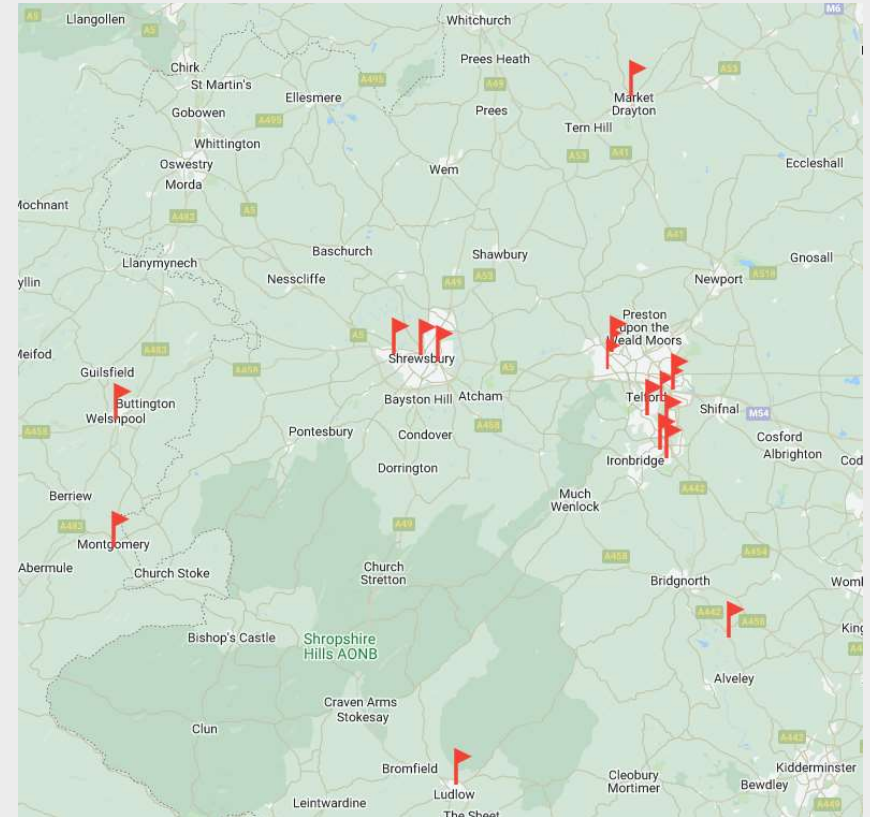 M6
A5
Llangollen
Whitchurch
A5
Prees Heath
Chirk
A53
St Martin's
A495
A49
Ellesmere
Market
Drayton
Gobowen
Prees
A495
Tern Hill
Whittington
A53
A41
Oswestry
Eccleshall
Wem
Morda
Mochnant
A5
A483
A41
Baschurch
Shawbury
Gnosall
Llanymynech
A53
A518
Nesscliffe
Newport
yllin
A49
Preston
upon the
Weald Moors
A5
Meifod
A483
Shrewsbury
A5
A458
Guilsfield
Bayston Hill
Atcham
Telford
Buttington
Shifnal
M54
Welshpool
A458
A458
Pontesbury
Condover
Cosford
Albrighton
Ironbridge
Cod
Dorrington
A442
Berriew
Much
Wenlock
A483
A49
Montgomery
A454
A458
Abermule
Church Stoke
Church
Stretton
Bridgnorth
Womb
A442
A458
King
Bishop's Castle
Shropshire
Hills AONB
Alveley
Craven Arms
Stokesay
Clun
A442
Bromfield
Kidderminster
Cleobury
Mortimer
Bewdley
Ludlow
Leintwardine
A449
The Sheet